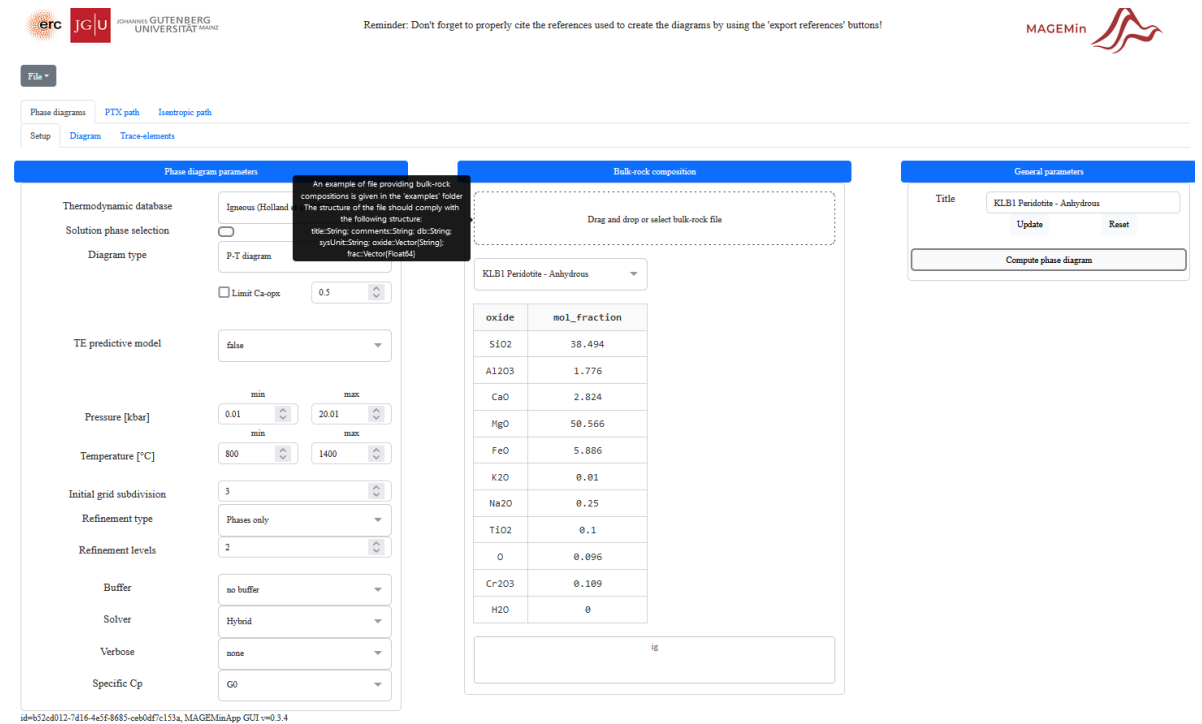 erc
JG|U
JOHANNES GUTENBERG
UNIVERSITÄT MAINZ
Reminder: Don't forget to properly cite the references used to create the diagrams by using the 'export references' buttons!
MAGEMin
File
Phase diagrams PTX path Isentropic path
Setup Diagram Trace-elements
Phase diagram parameters
Thermodynamic database
Igneous (Holland
Solution phase selection
Diagram type
P-T diagram
Limit Ca-opx 0.5
TE predictive model false
min max
Pressure [kbar] 0.01 20.01
min max
Temperature [°C] 800 1400
Initial grid subdivision 3
Refinement type Phases only
Refinement levels 2
Buffer no buffer
Solver Hybrid
Verbose none
Specific Cp G0
An example of file providing bulk-rock
compositions is given in the 'examples' folder
The structure of the file should comply with
the following structure:
title::String; comments::String; db::String;
sysUnit::String; oxide::Vector{String};
frac::Vector{Float64}
Bulk-rock composition
Drag and drop or select bulk-rock file
KLB1 Peridotite - Anhydrous
oxide mol_fraction
SiO2 38.494
Al2O3 1.776
CaO 2.824
MgO 50.566
FeO 5.886
K2O 0.01
Na2O 0.25
TiO2 0.1
O 0.096
Cr2O3 0.109
H2O 0
ig
General parameters
Title KLB1 Peridotite - Anhydrous
Update Reset
Compute phase diagram
id=b52cd012-7d16-4e5f-8685-ceb0df7c153a, MAGEMinApp GUI v=0.3.4